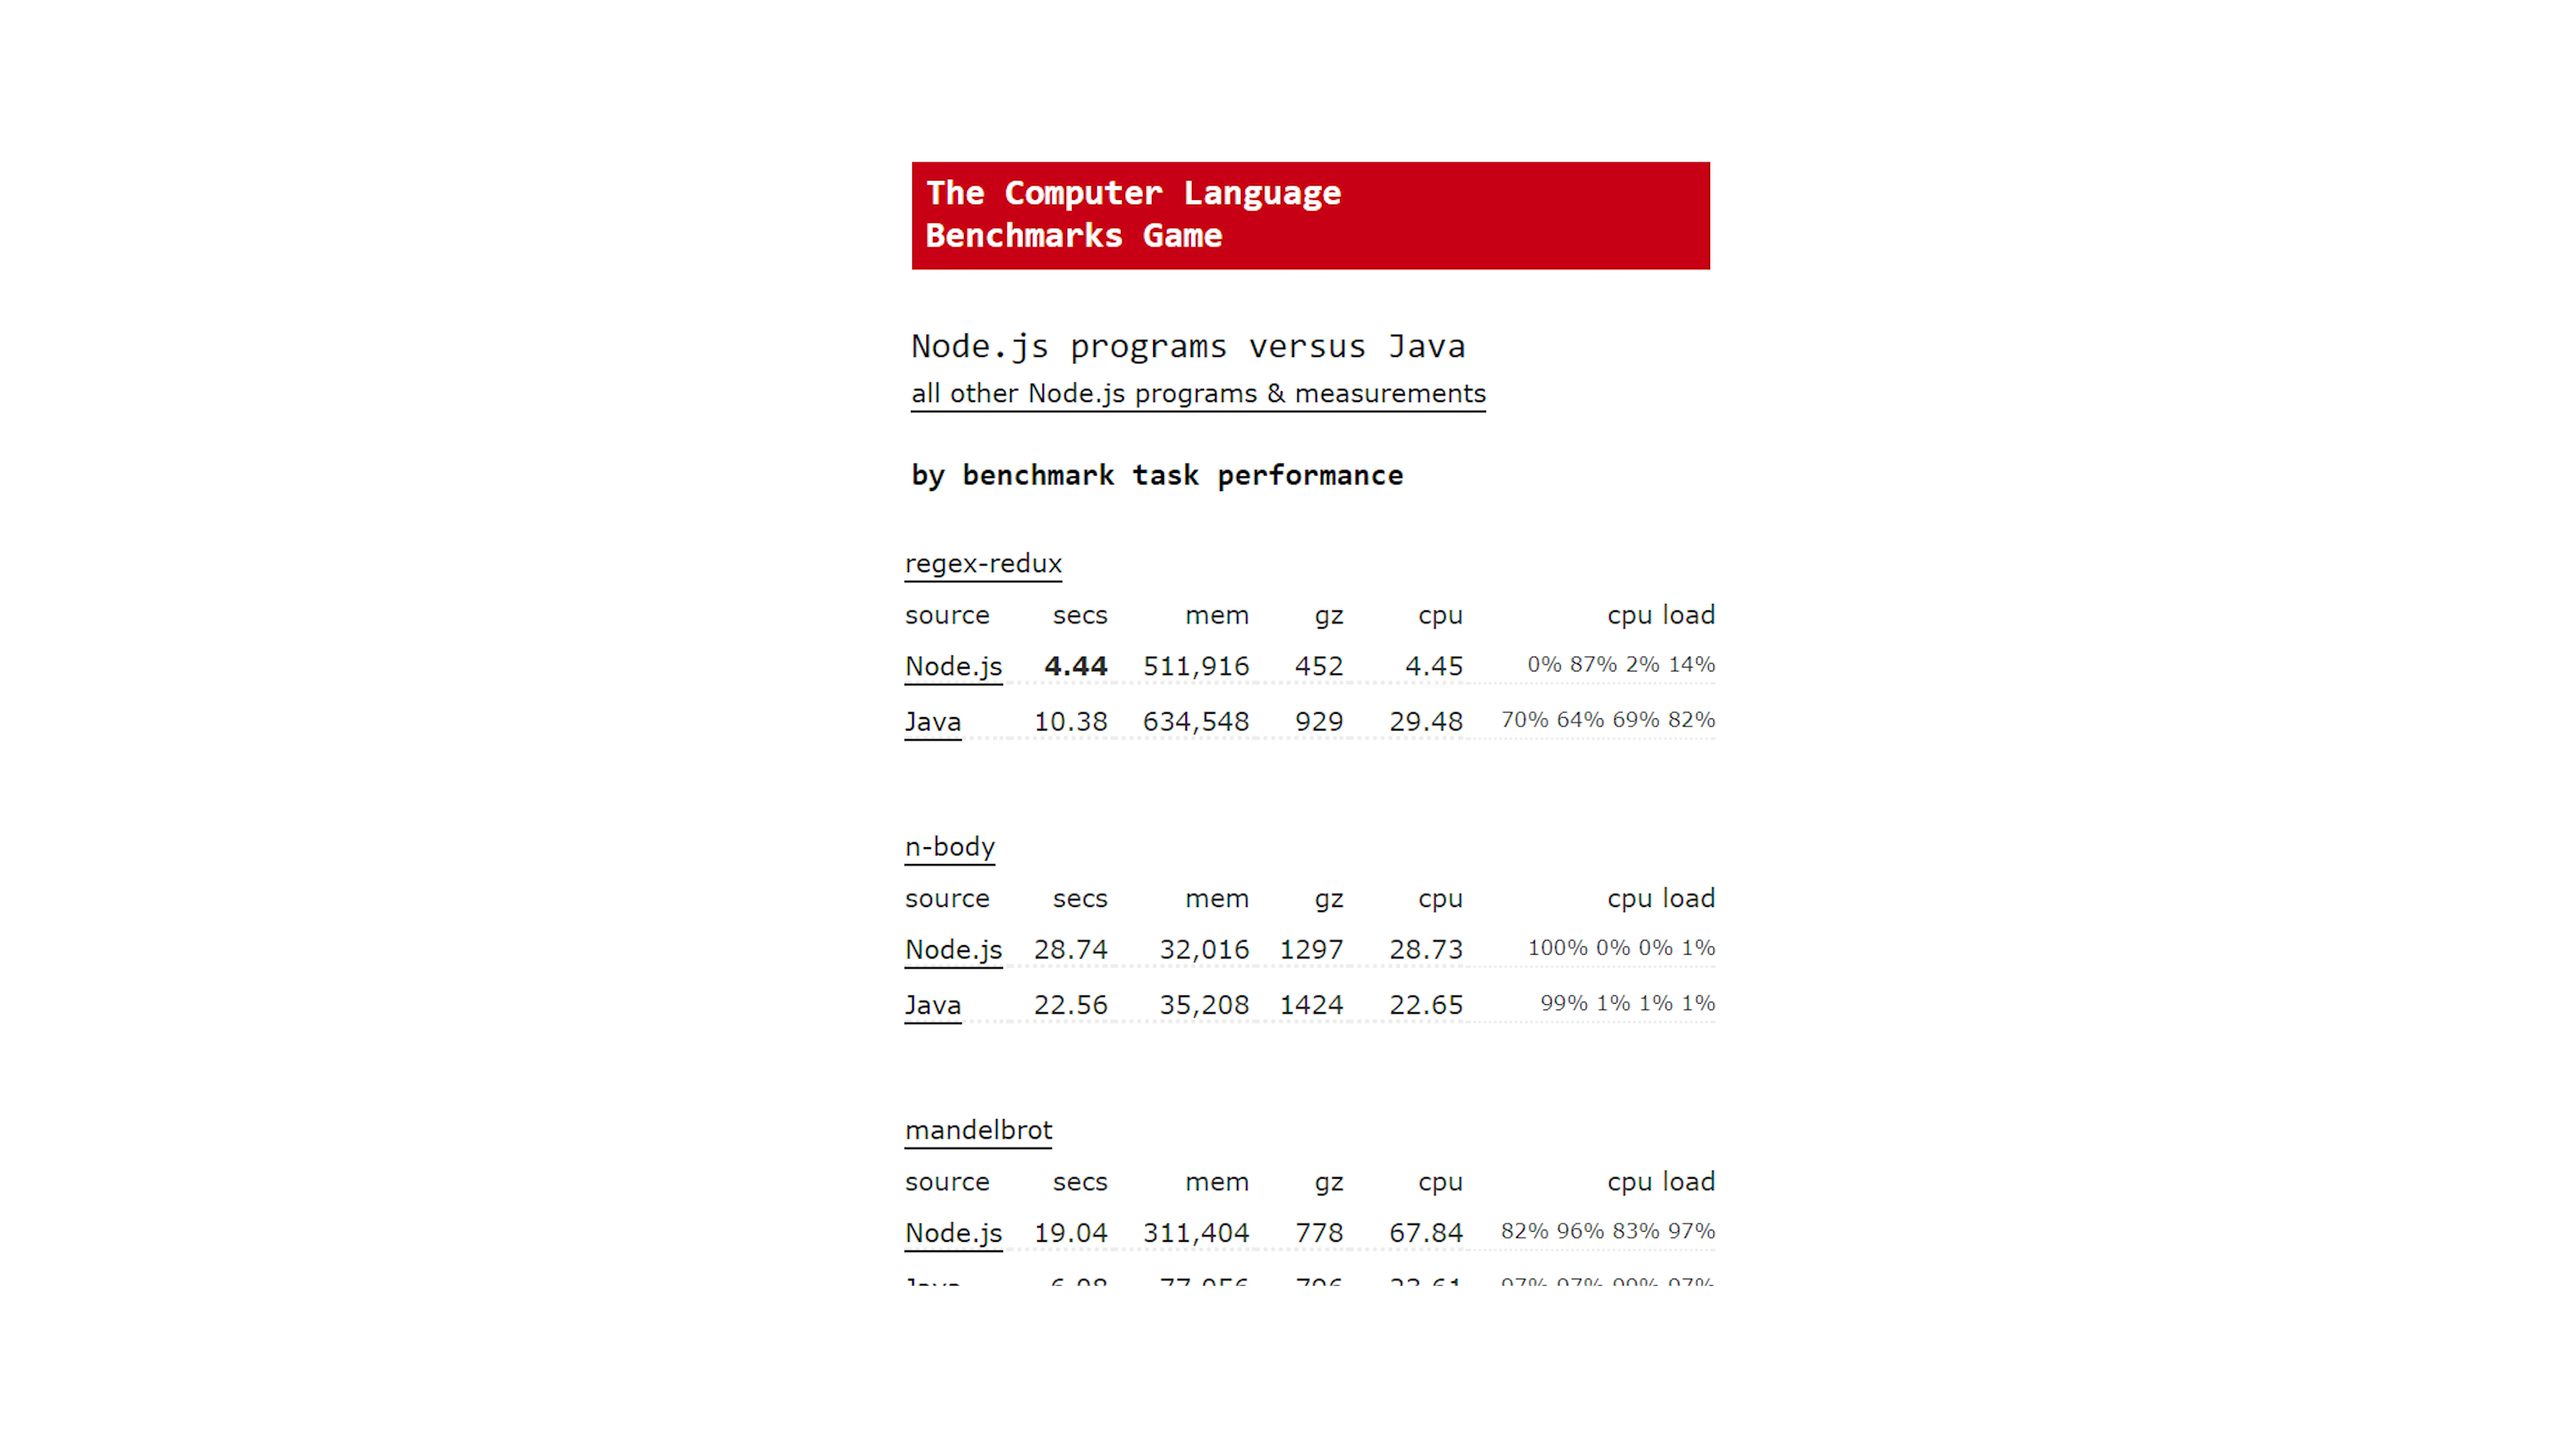 The Computer Language
Benchmarks Game
Node.js programs versus Java
all other Node.js programs & measurements
by benchmark task performance
regex-redux
source secs mem gz cpu cpu load
Node.js 4.44 511,916 452 4.45 0% 87% 2% 14%
Java 10.38 634,548 929 29.48 70% 64% 69% 82%
n-body
source secs mem gz cpu cpu load
Node.js 28.74 32,016 1297 28.73 100% 0% 0% 1%
Java 22.56 35,208 1424 22.65 99% 1% 1% 1%
mandelbrot
source secs mem gz cpu cpu load
Node.js 19.04 311,404 778 67.84 82% 96% 83% 97%
Java